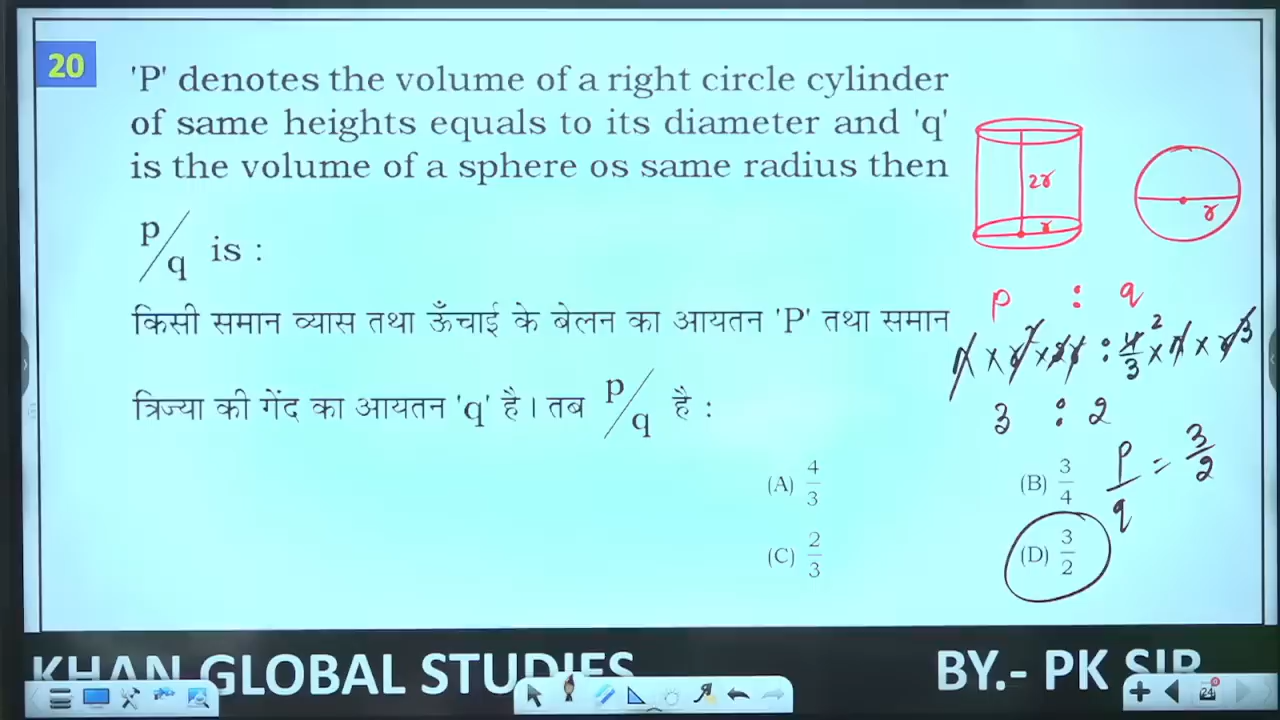 20
'P' denotes the volume of a right circle cylinder
of same heights equals to its diameter and 'q'
is the volume of a sphere os same radius then
p/q is :
किसी समान व्यास तथा ऊँचाई के बेलन का आयतन 'P' तथा समान
त्रिज्या की गेंद का आयतन 'q' है। तब p/q है :
(A) 4/3 (B) 3/4
(C) 2/3 (D) 3/2
2r
r
r
p : q
3 : 2
p/q = 3/2
KHAN GLOBAL STUDIES BY.- PK SIR
24